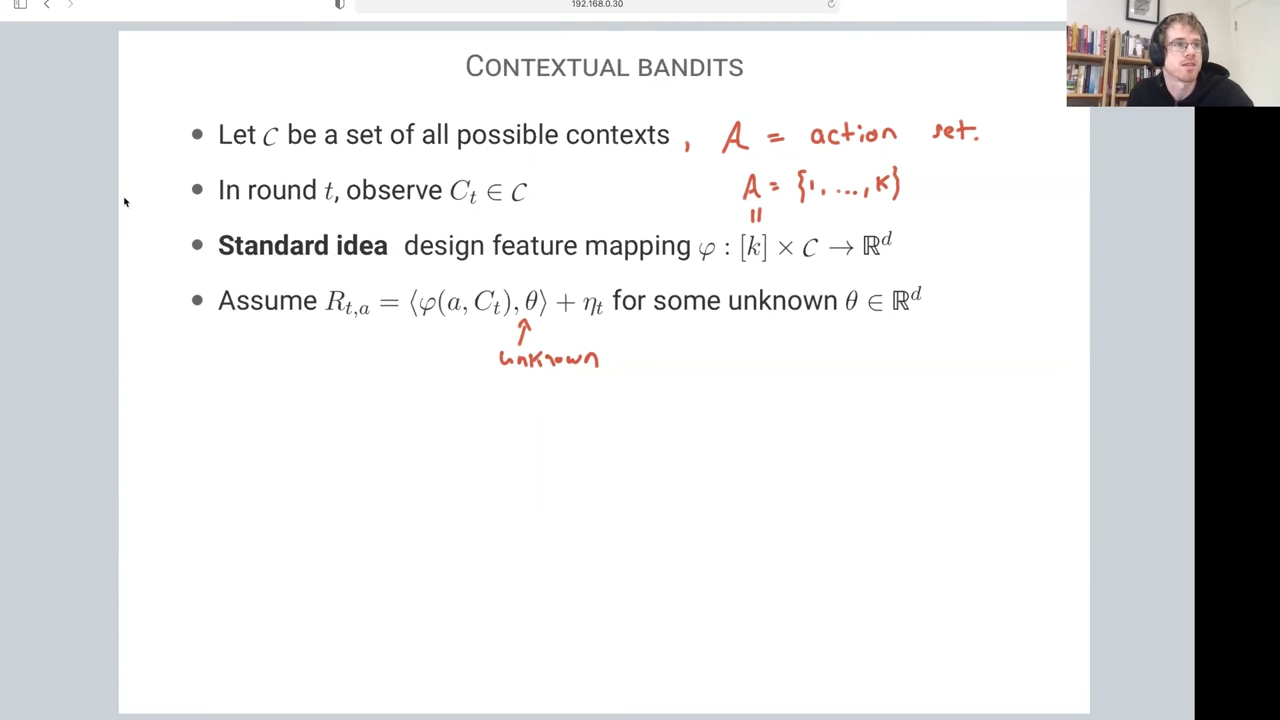 192.168.0.30
CONTEXTUAL BANDITS
• Let 𝒞 be a set of all possible contexts , A = action set.
• In round t, observe C_t ∈ 𝒞 A = {1, ..., K}
• Standard idea design feature mapping φ : [k] × 𝒞 → ℝ^d
• Assume R_{t,a} = ⟨φ(a, C_t), θ⟩ + η_t for some unknown θ ∈ ℝ^d
unknown